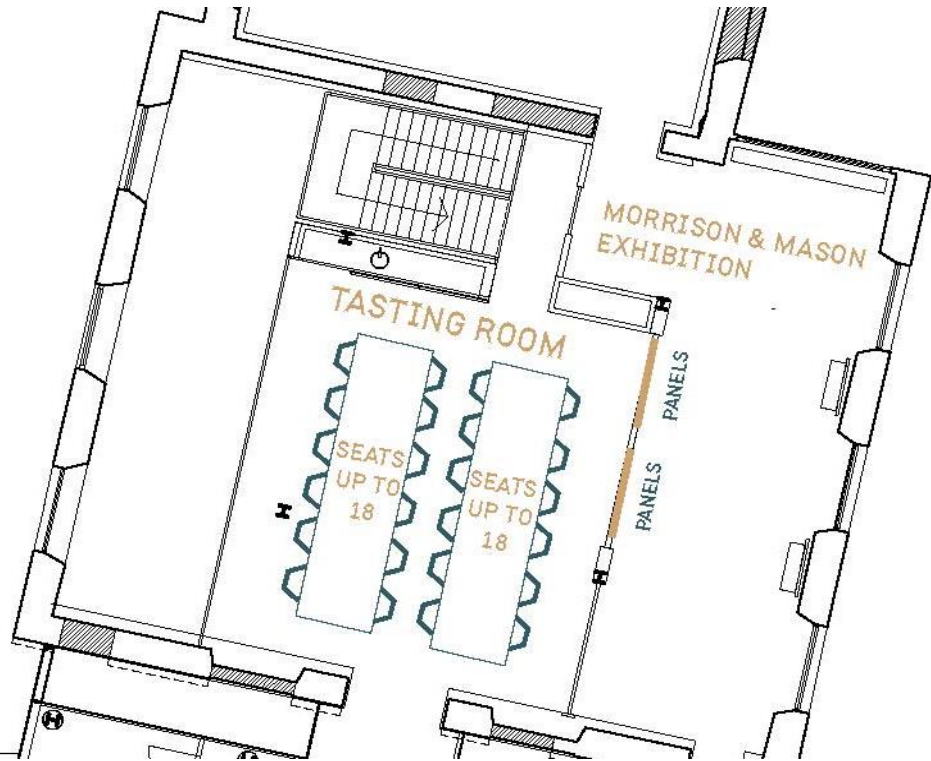 MORRISON & MASON
EXHIBITION
TASTING ROOM
PANELS
SEATS
UP TO
18
SEATS
UP TO
18
PANELS